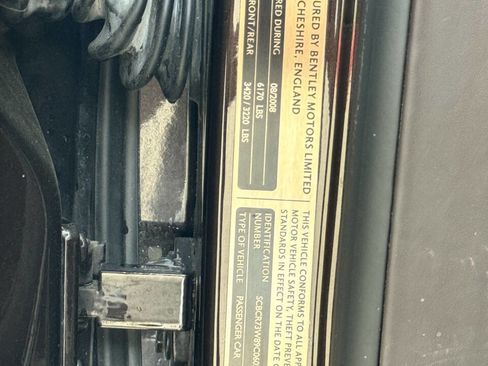 URED BY BENTLEY MOTORS LIMITED
CHESHIRE, ENGLAND
RED DURING 08/2008
6170 LBS
FRONT/REAR 3420 / 3220 LBS
THIS VEHICLE CONFORMS TO ALL APP
MOTOR VEHICLE SAFETY, THEFT PREVE
STANDARDS IN EFFECT ON THE DATE O
IDENTIFICATION
NUMBER SCBCR73W89C060
TYPE OF VEHICLE PASSENGER CAR